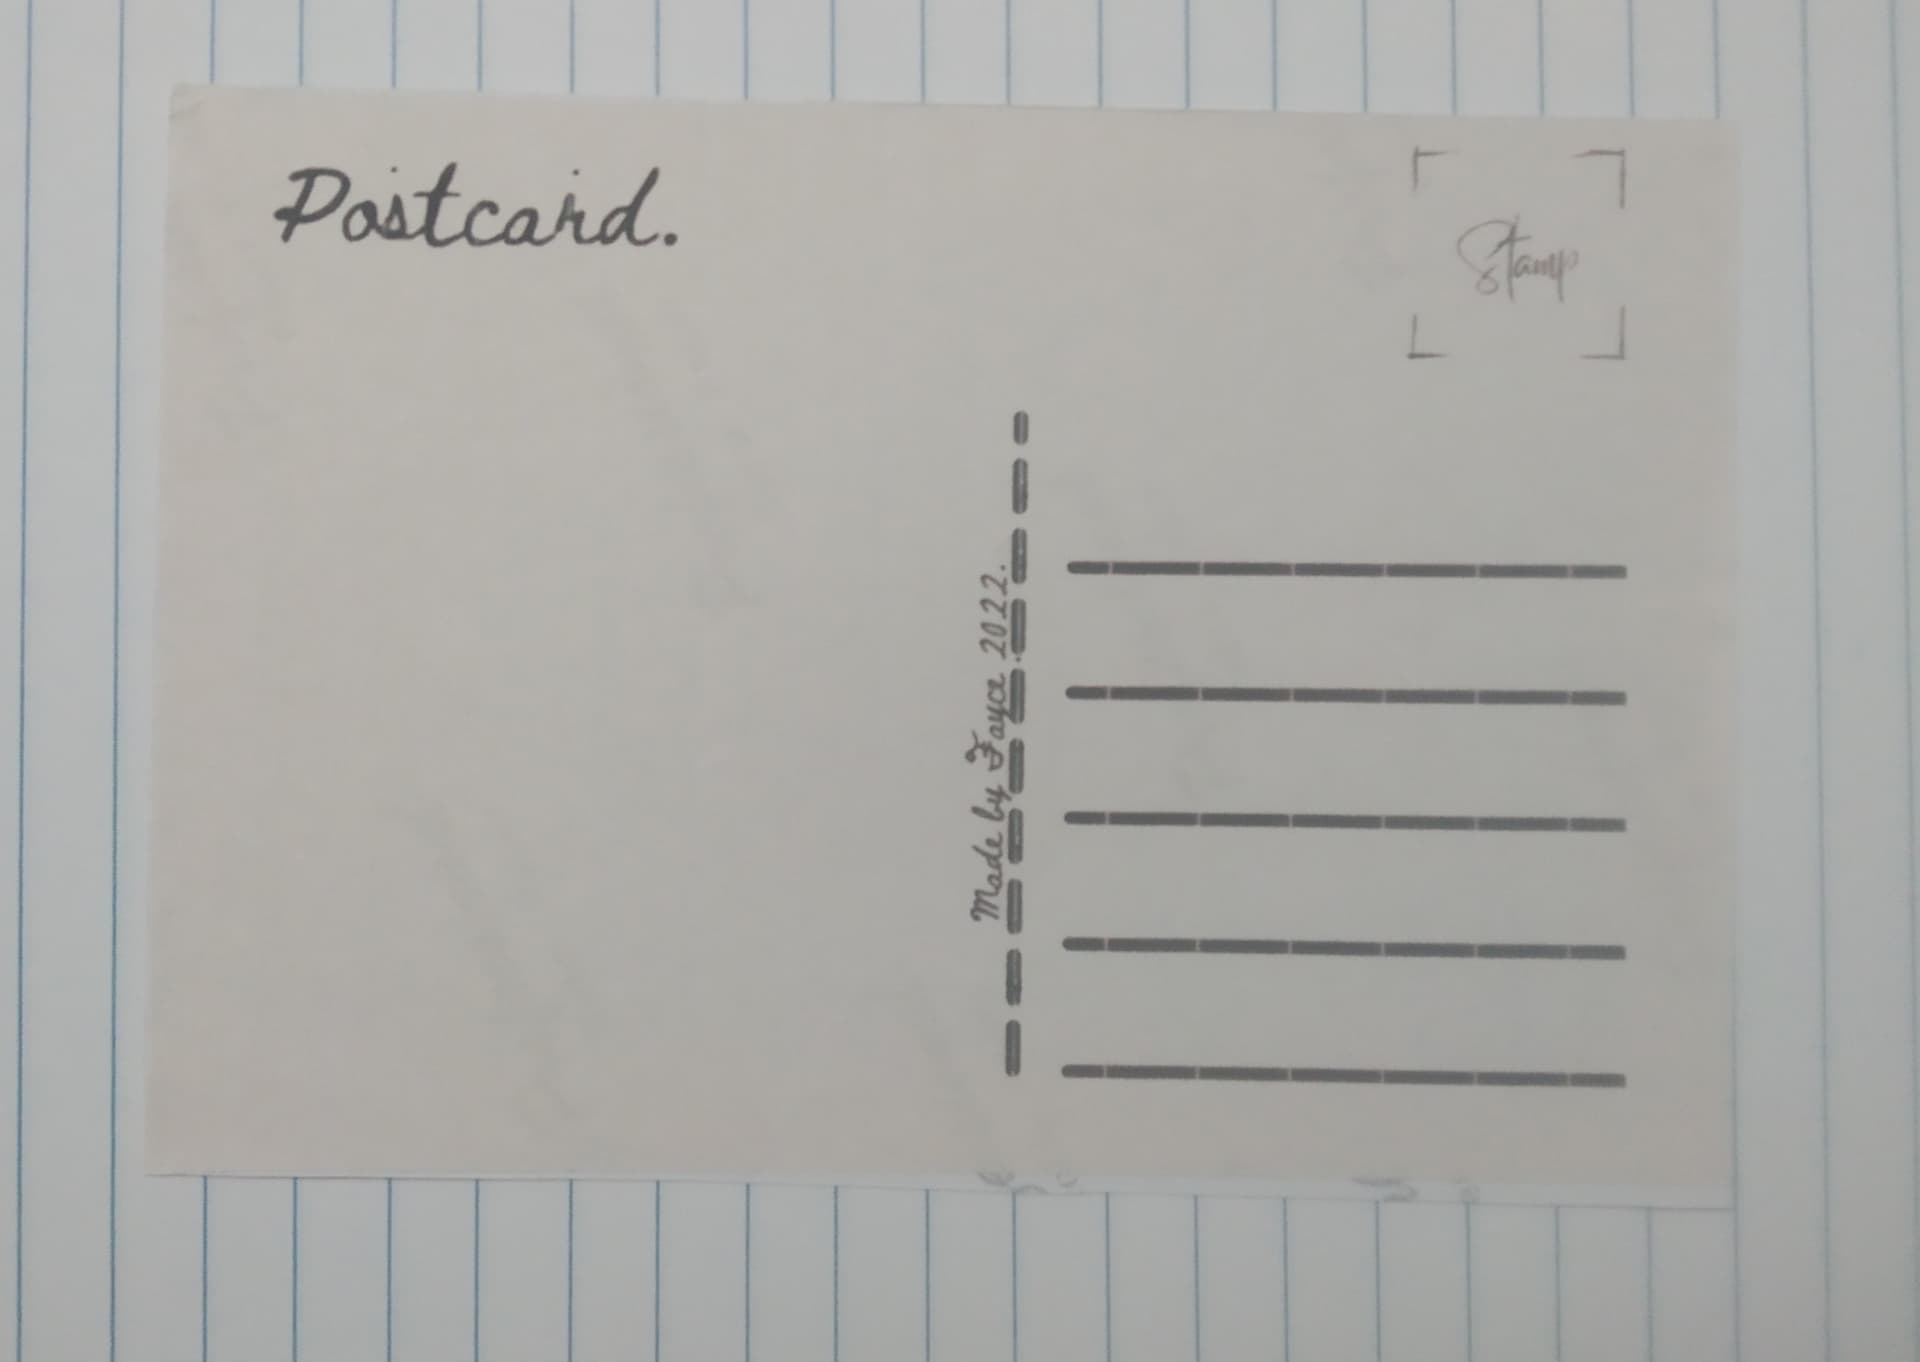 Postcard.
Stamp
Made by Fayce 2022.